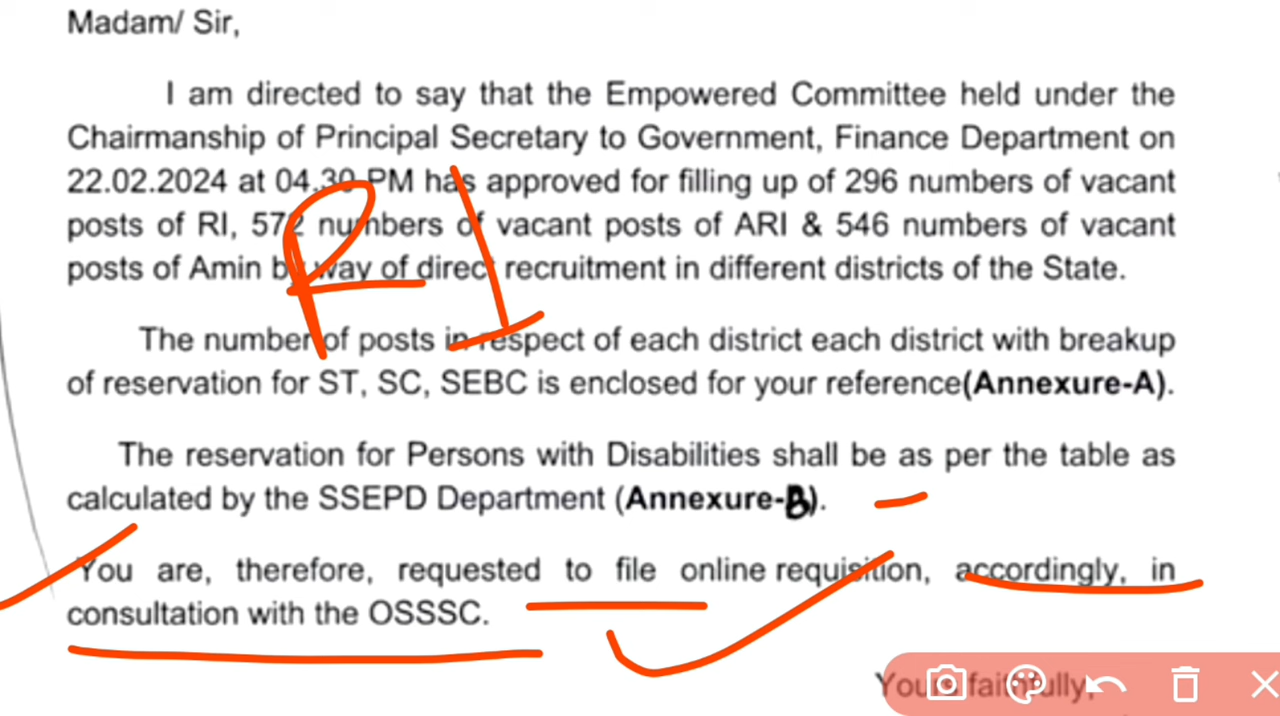 Madam/ Sir,
I am directed to say that the Empowered Committee held under the
Chairmanship of Principal Secretary to Government, Finance Department on
22.02.2024 at 04.30 PM has approved for filling up of 296 numbers of vacant
posts of RI, 572 numbers of vacant posts of ARI & 546 numbers of vacant
posts of Amin by way of direct recruitment in different districts of the State.
RI
The number of posts in respect of each district each district with breakup
of reservation for ST, SC, SEBC is enclosed for your reference(Annexure-A).
The reservation for Persons with Disabilities shall be as per the table as
calculated by the SSEPD Department (Annexure-B).
You are, therefore, requested to file online requisition, accordingly, in
consultation with the OSSSC.
Yours faithfully,